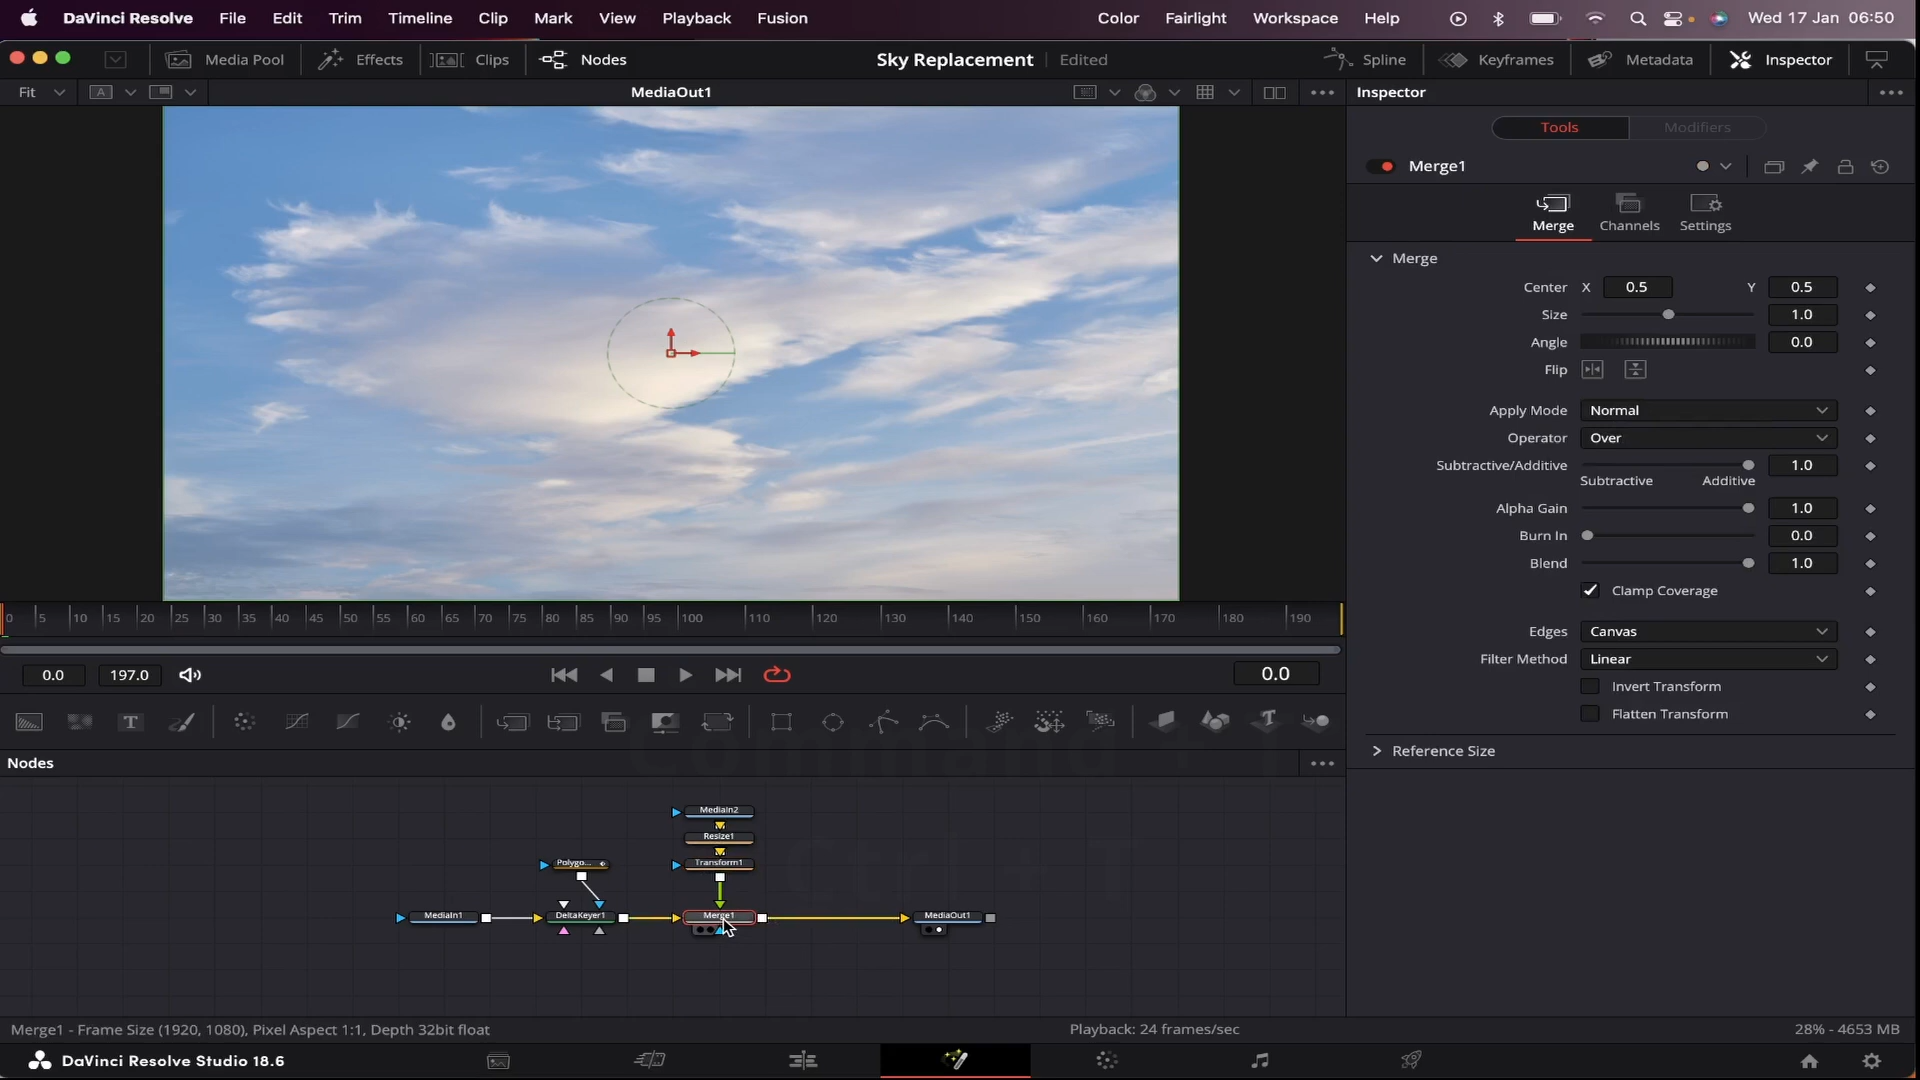 DaVinci Resolve File Edit Trim Timeline Clip Mark View Playback Fusion Color Fairlight Workspace Help Wed 17 Jan 06:50
Media Pool Effects Clips Nodes Sky Replacement Edited Spline Keyframes Metadata Inspector
Fit A MediaOut1 Inspector
Tools Modifiers
Merge1
Merge Channels Settings
Merge
Center X 0.5 Y 0.5
Size 1.0
Angle 0.0
Flip
Apply Mode Normal
Operator Over
Subtractive/Additive 1.0
Subtractive Additive
Alpha Gain 1.0
Burn In 0.0
Blend 1.0
Clamp Coverage
Edges Canvas
Filter Method Linear
Invert Transform
Flatten Transform
Reference Size
0 5 10 15 20 25 30 35 40 45 50 55 60 65 70 75 80 85 90 95 100 110 120 130 140 150 160 170 180 190
0.0 197.0 0.0
T T
Command + T
Nodes
Ctrl + T
MediaIn2
Resize1
Polygo... Transform1
MediaIn1 DeltaKeyer1 Merge1 MediaOut1
Merge1 - Frame Size (1920, 1080), Pixel Aspect 1:1, Depth 32bit float Playback: 24 frames/sec 28% - 4653 MB
DaVinci Resolve Studio 18.6